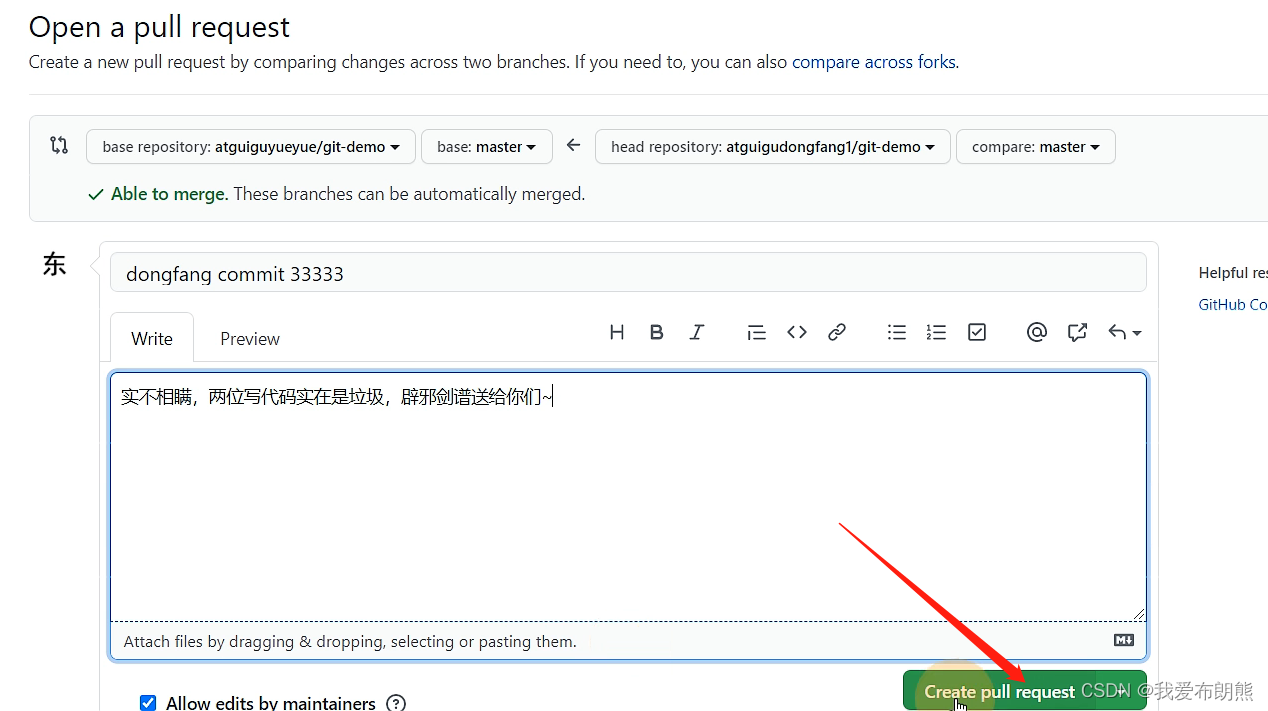 Open a pull request
Create a new pull request by comparing changes across two branches. If you need to, you can also compare across forks.
base repository: atguiguyueyue/git-demo base: master head repository: atguigudongfang1/git-demo compare: master
Able to merge. These branches can be automatically merged.
东
dongfang commit 33333
Helpful res
GitHub Co
Write Preview
实不相瞒，两位写代码实在是垃圾，辟邪剑谱送给你们~
Attach files by dragging & dropping, selecting or pasting them.
Allow edits by maintainers
Create pull request
CSDN @我爱布朗熊